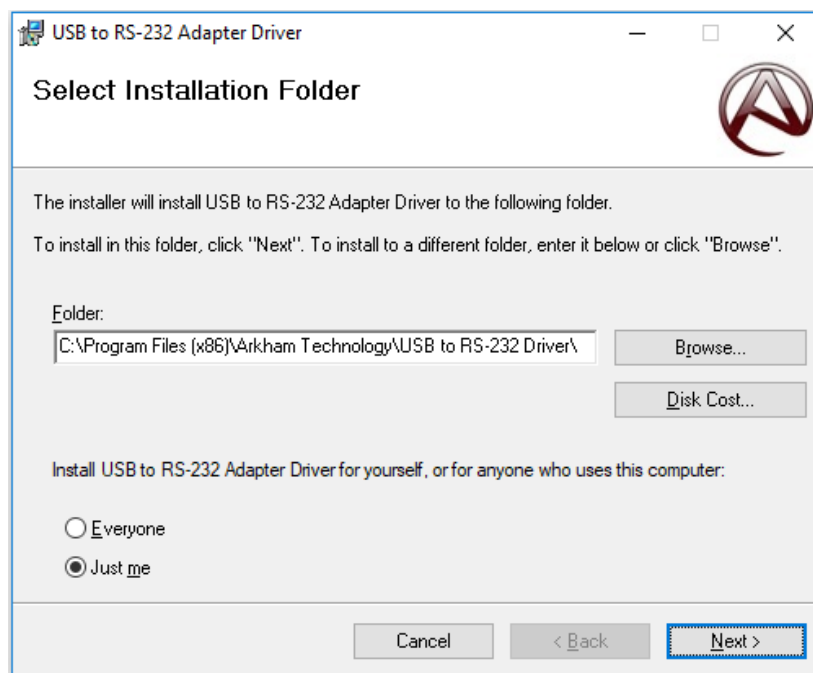 USB to RS-232 Adapter Driver
Select Installation Folder
The installer will install USB to RS-232 Adapter Driver to the following folder.
To install in this folder, click "Next". To install to a different folder, enter it below or click "Browse".
Folder:
C:\Program Files (x86)\Arkham Technology\USB to RS-232 Driver\
Browse...
Disk Cost...
Install USB to RS-232 Adapter Driver for yourself, or for anyone who uses this computer:
Everyone
Just me
Cancel
< Back
Next >